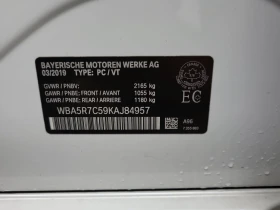 BAYERISCHE MOTOREN WERKE AG
03/2019 TYPE: PC / VT
GVWR / PNBV: 2165 kg
GAWR FRONT / PNBE AVANT 1055 kg
GAWR REAR / PNBE ARRIERE 1180 kg
EC
WBA5R7C59KAJ84957
A96